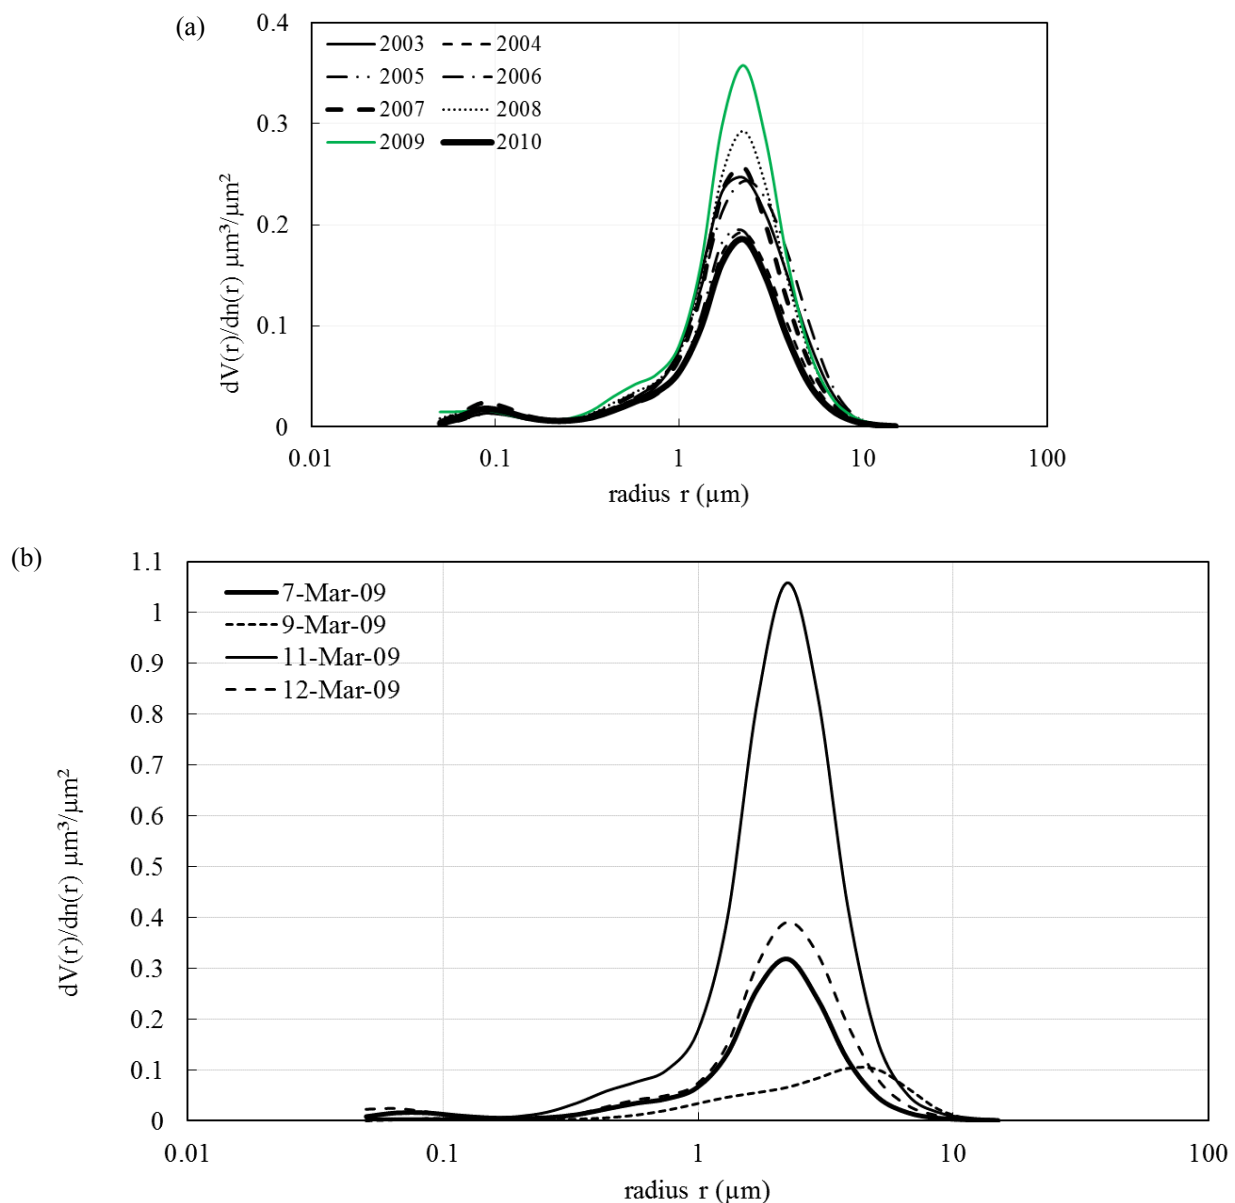 (a)
0.4
0.3
0.2
0.1
0
dV(r)/dn(r) µm³/µm²
2003 2004
2005 2006
2007 2008
2009 2010
0.01 0.1 1 10 100
radius r (µm)
(b)
1.1
1
0.9
0.8
0.7
0.6
0.5
0.4
0.3
0.2
0.1
0
dV(r)/dn(r) µm³/µm²
7-Mar-09
9-Mar-09
11-Mar-09
12-Mar-09
0.01 0.1 1 10 100
radius r (µm)